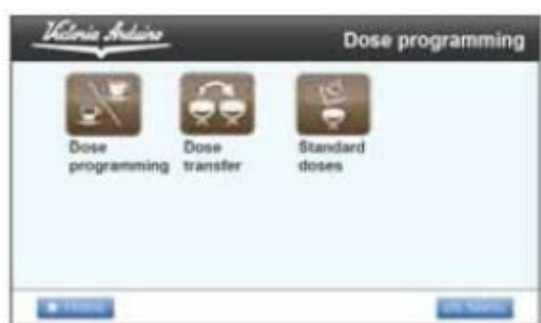 Victoria Arduino
Dose programming
Dose programming
Dose transfer
Standard doses